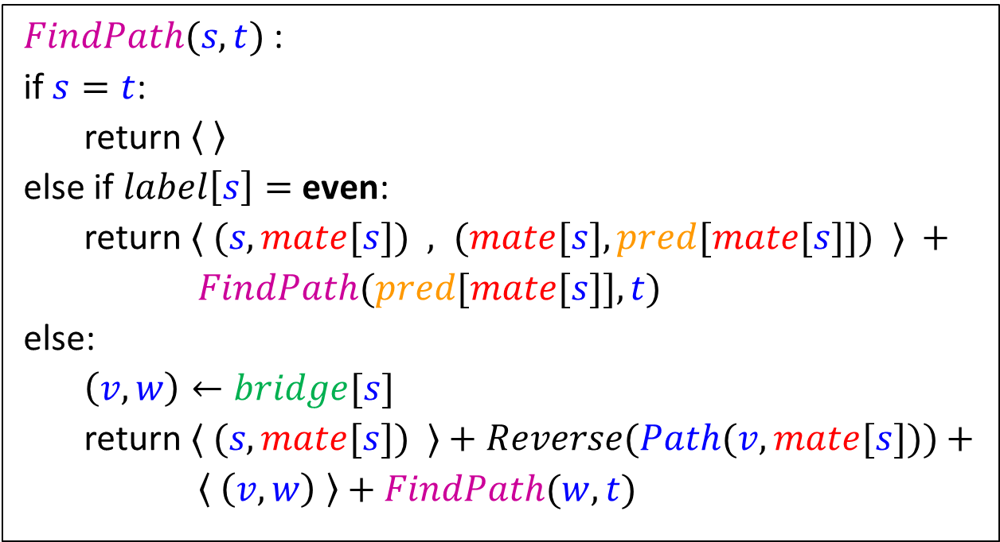 FindPath(s,t) :
if s = t:
return ⟨ ⟩
else if label[s] = even:
return ⟨ (s,mate[s]) , (mate[s],pred[mate[s]]) ⟩ +
FindPath(pred[mate[s]],t)
else:
(v,w) ← bridge[s]
return ⟨ (s,mate[s]) ⟩ + Reverse(Path(v,mate[s])) +
⟨ (v,w) ⟩ + FindPath(w,t)